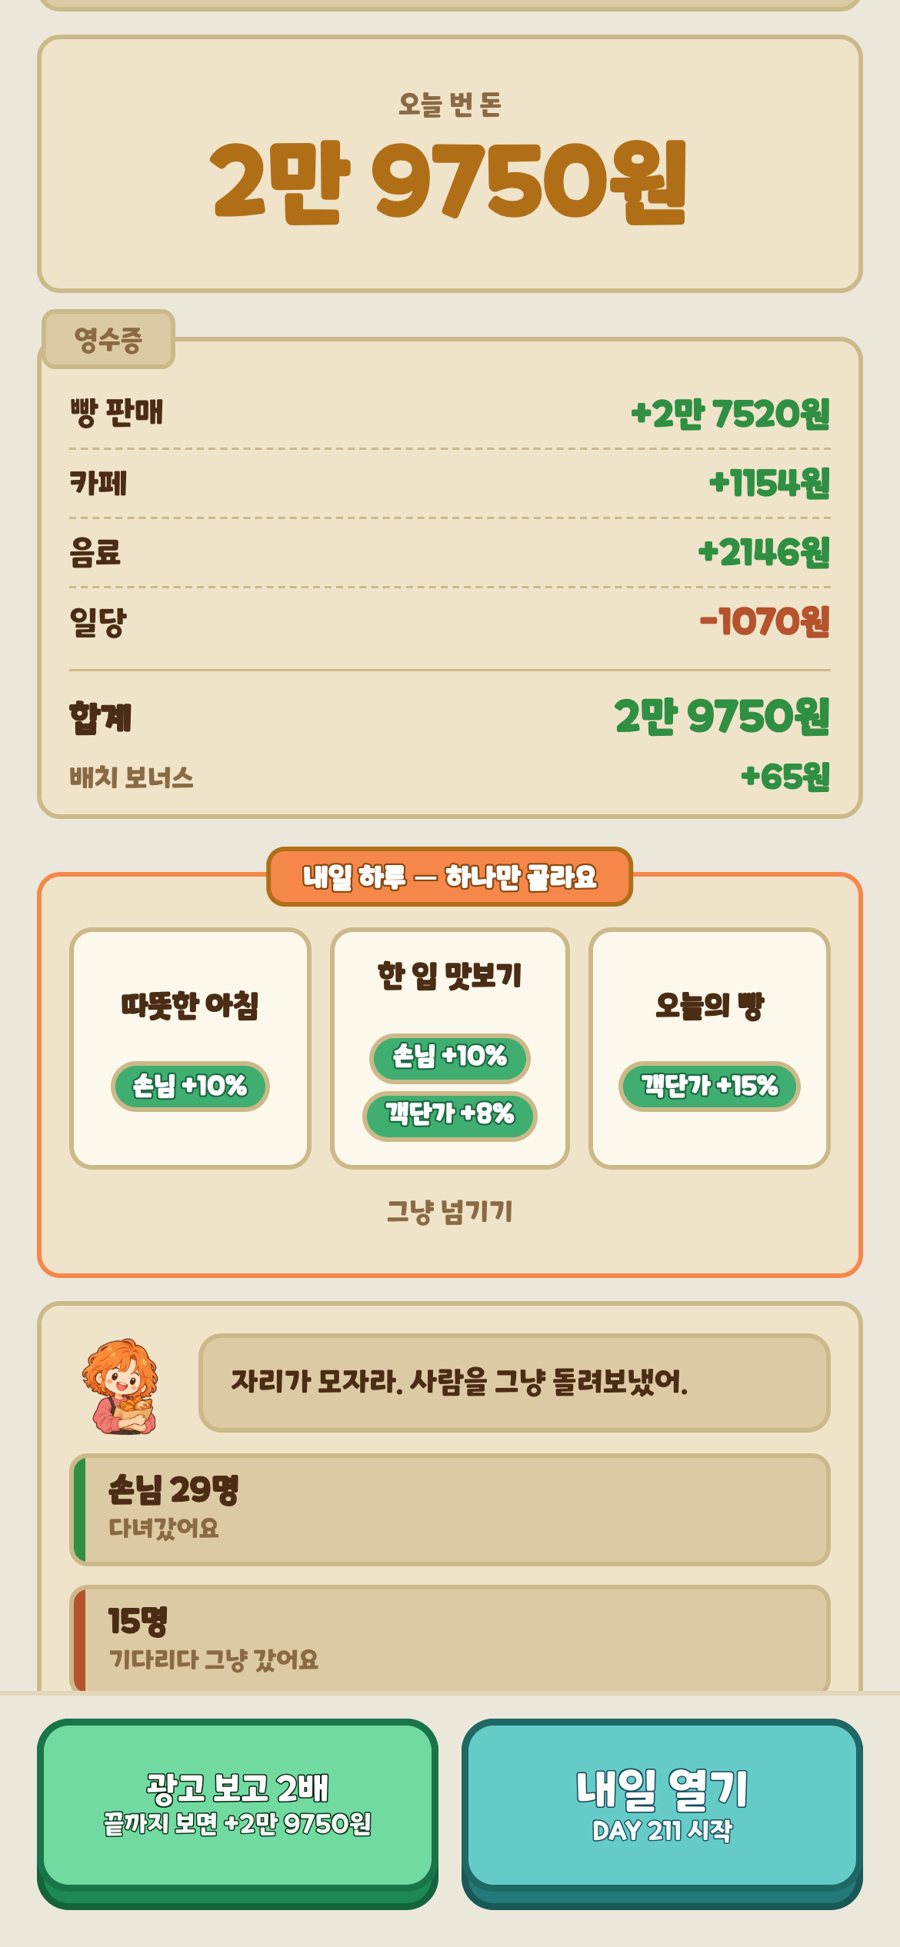 오늘 번 돈
2만 9750원
영수증
빵 판매 +2만 7520원
카페 +1154원
음료 +2146원
일당 -1070원
합계 2만 9750원
배치 보너스 +65원
내일 하루 — 하나만 골라요
따뜻한 아침
손님 +10%
한 입 맛보기
손님 +10%
객단가 +8%
오늘의 빵
객단가 +15%
그냥 넘기기
자리가 모자라. 사람을 그냥 돌려보냈어.
손님 29명
다녀갔어요
15명
기다리다 그냥 갔어요
광고 보고 2배
끝까지 보면 +2만 9750원
내일 열기
DAY 211 시작